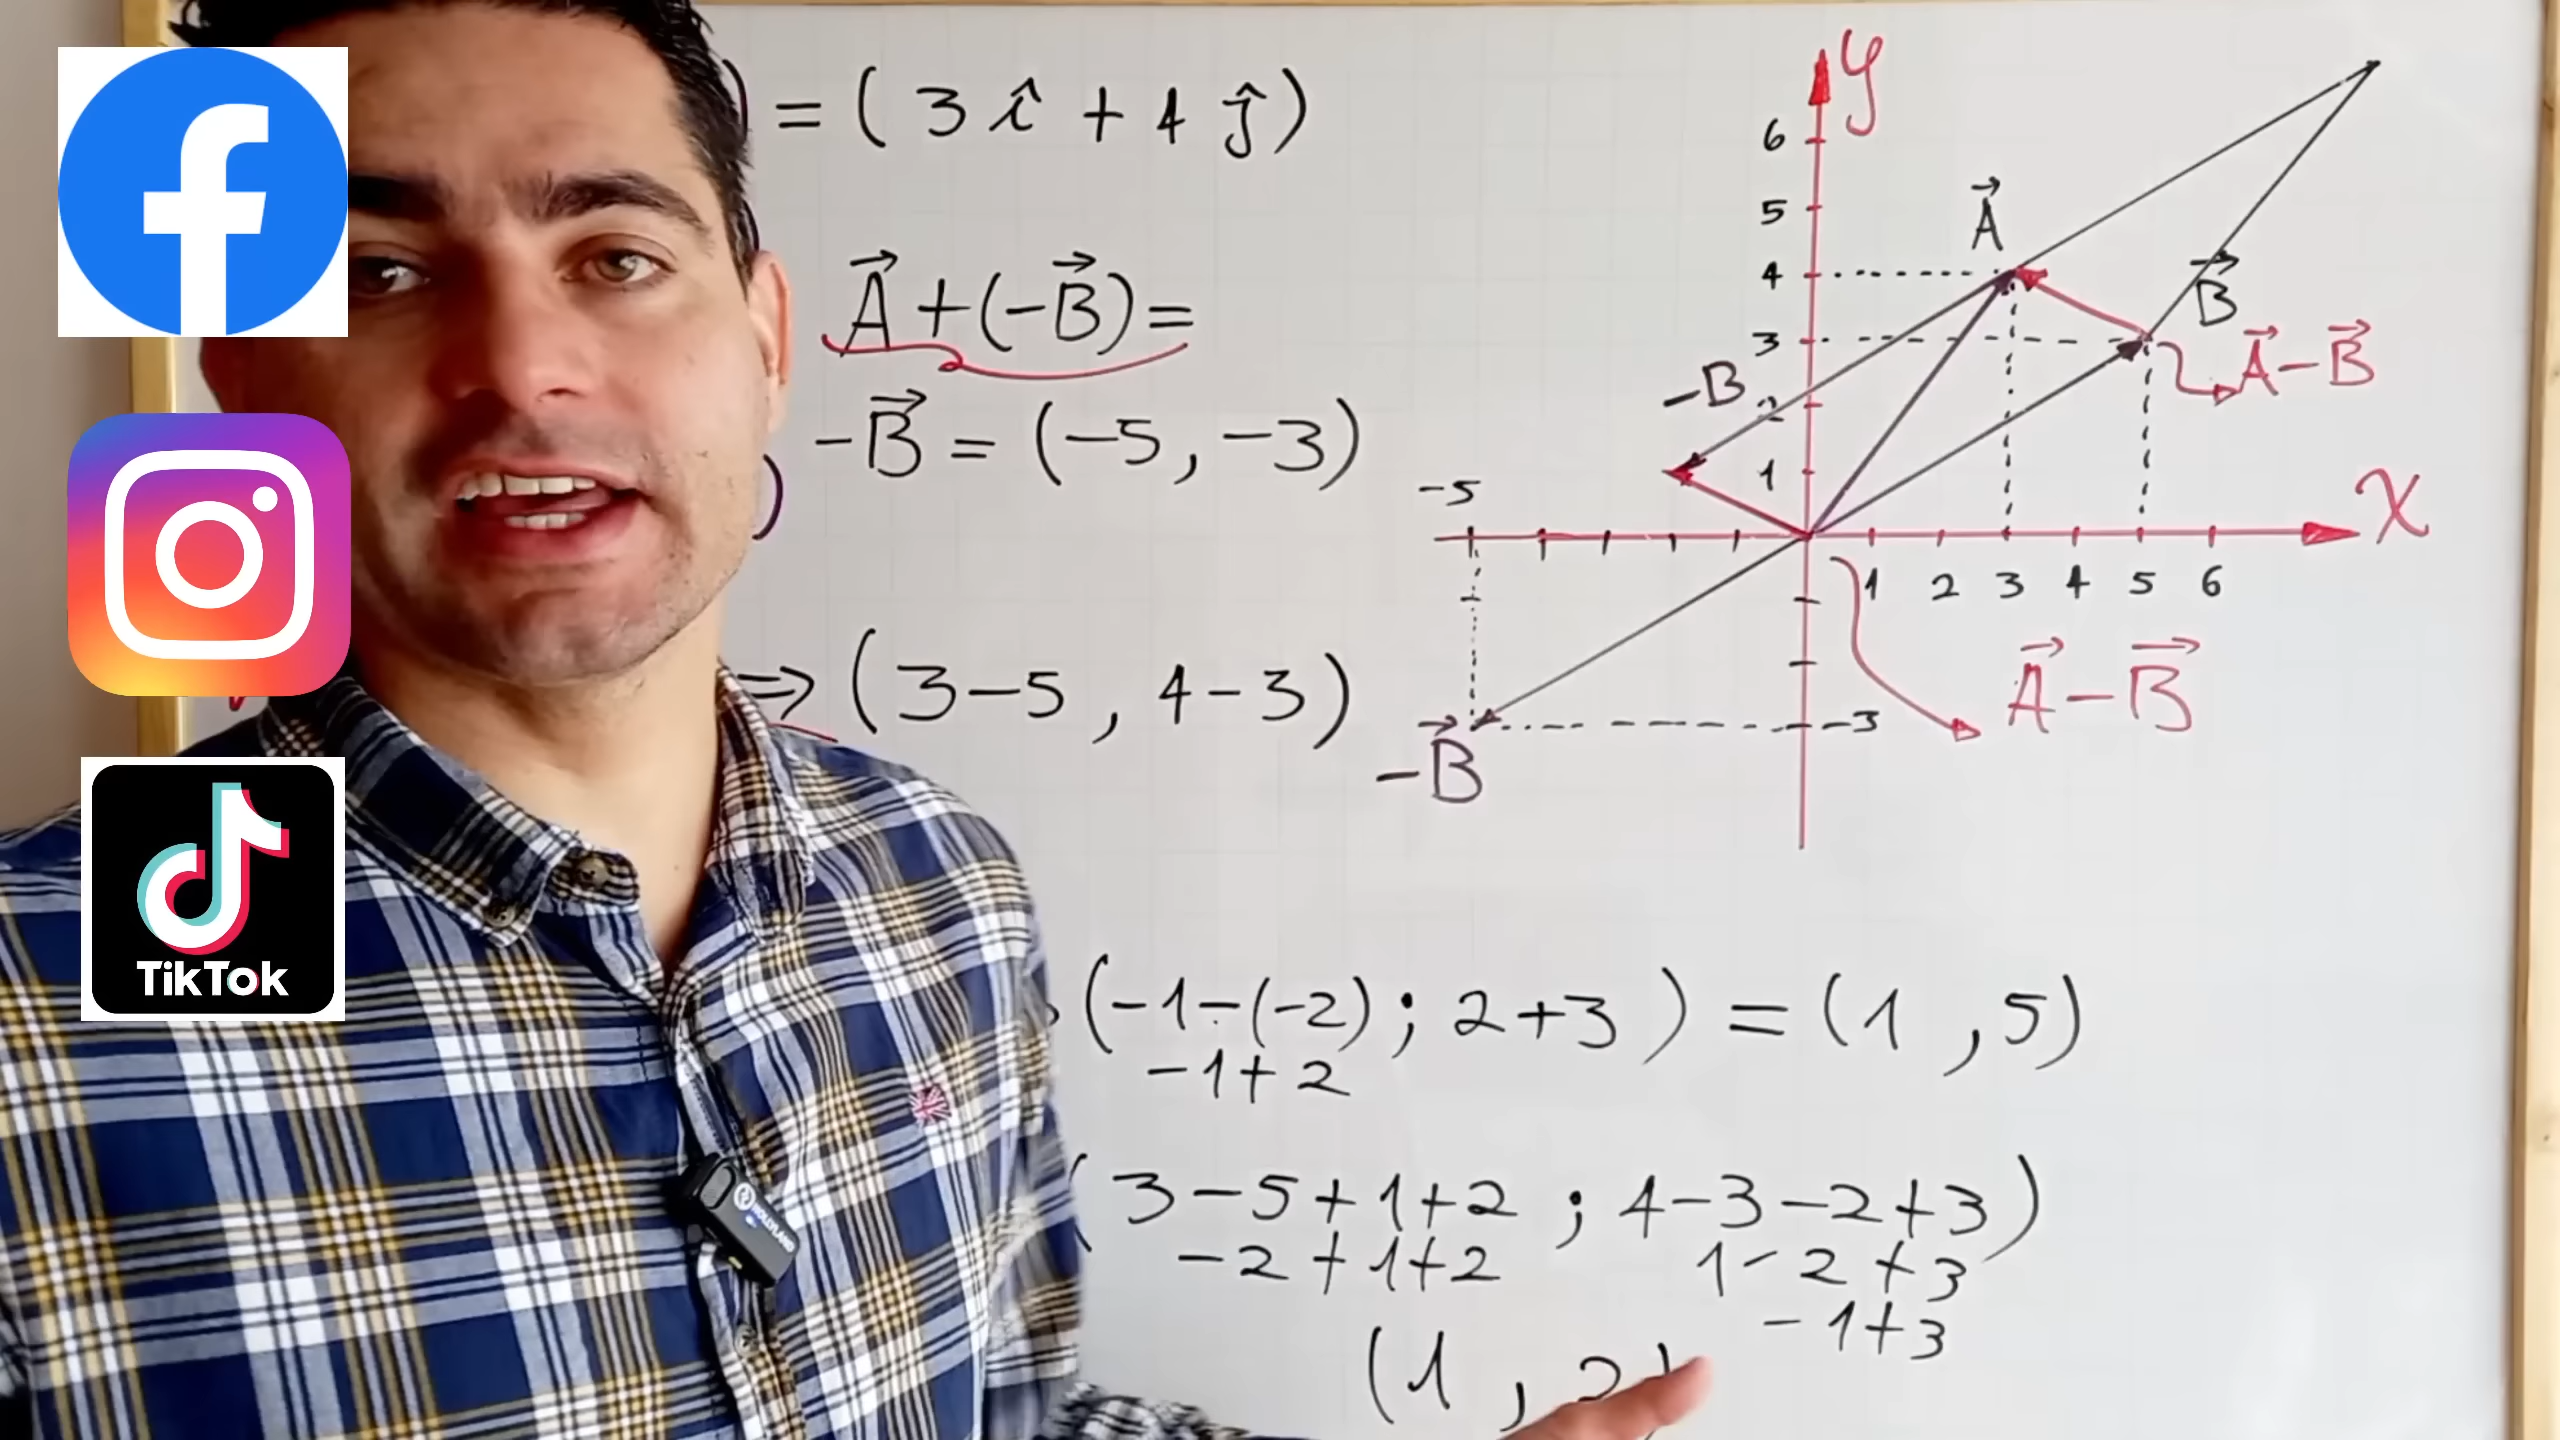 ) = ( 3 î + 4 ĵ )
A⃗ + (-B⃗) =
-B⃗ = (-5, -3)
)
⇒ (3-5 , 4-3)
y
6
5
4
3
2
1
A⃗
B⃗
A⃗-B⃗
-B
-5
x
1 2 3 4 5 6
A⃗-B⃗
-3
-B⃗
(-1-(-2) ; 2+3) = (1 , 5)
-1+2
( 3-5+1+2 ; 4-3-2+3)
-2+1+2 1-2+3
-1+3
(1 ,
TikTok
HOLLYLAND